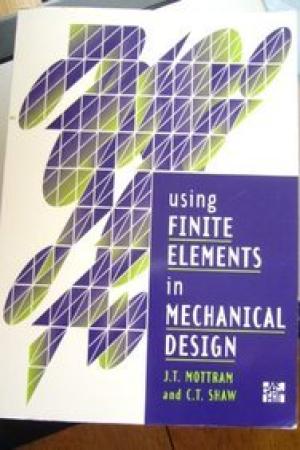 using
FINITE
ELEMENTS
in
MECHANICAL
DESIGN
J.T. MOTTRAM
and C.T. SHAW